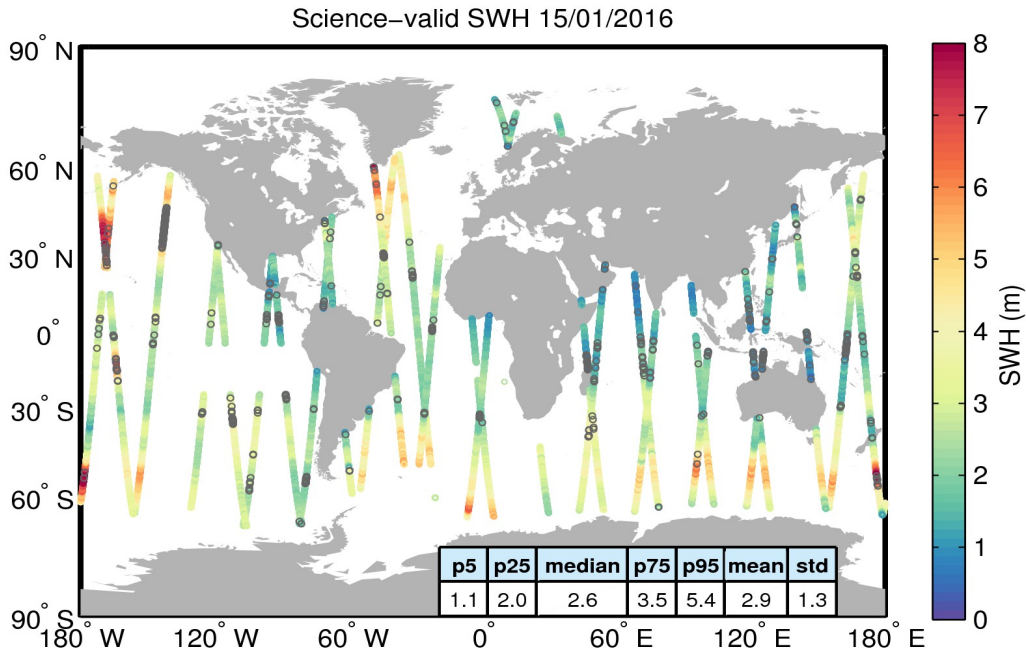 Science−valid SWH 15/01/2016
90° N
60° N
30° N
0°
30° S
60° S
90° S
180° W
120° W
60° W
0°
60° E
120° E
180° E
p5 p25 median p75 p95 mean std
1.1 2.0 2.6 3.5 5.4 2.9 1.3
8
7
6
5
4
3
2
1
0
SWH (m)